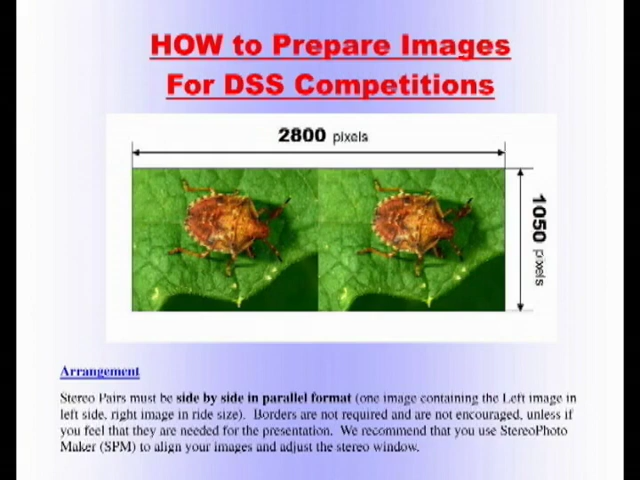 HOW to Prepare Images
For DSS Competitions
2800 pixels
1050 pixels
Arrangement
Stereo Pairs must be side by side in parallel format (one image containing the Left image in
left side, right image in ride size).  Borders are not required and are not encouraged, unless if
you feel that they are needed for the presentation.  We recommend that you use StereoPhoto
Maker (SPM) to align your images and adjust the stereo window.